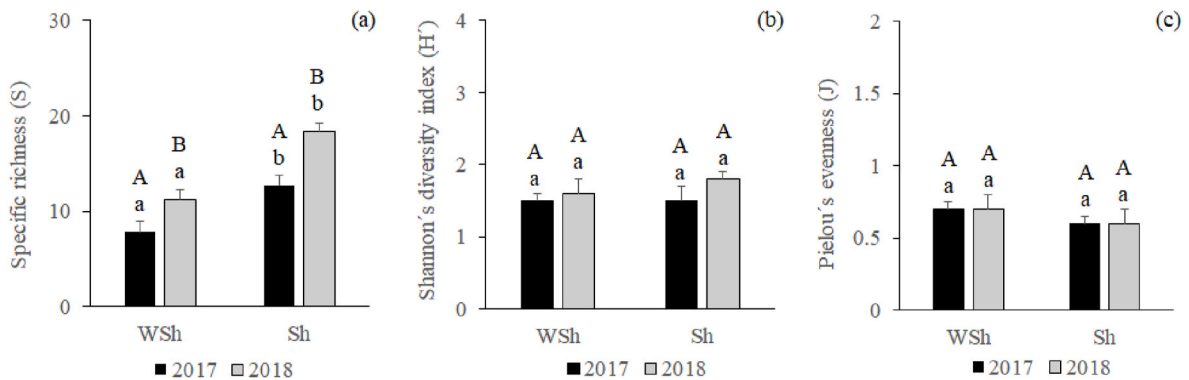 (a)
Specific richness (S)
30
20
10
0
A
a
B
a
A
b
B
b
WSh
Sh
2017
2018
(b)
Shannon´s diversity index (H´)
4
3
2
1
0
A
a
A
a
A
a
A
a
WSh
Sh
2017
2018
(c)
Pielou´s evenness (J)
2
1.5
1
0.5
0
A
a
A
a
A
a
A
a
WSh
Sh
2017
2018